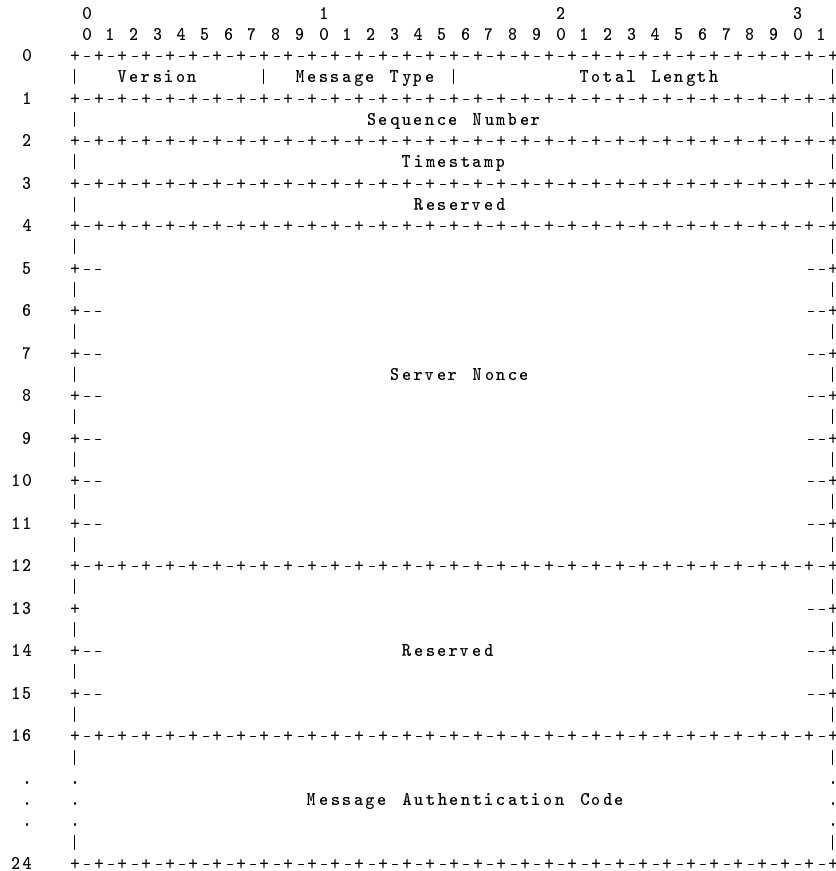 0 1 2 3
0 1 2 3 4 5 6 7 8 9 0 1 2 3 4 5 6 7 8 9 0 1 2 3 4 5 6 7 8 9 0 1
0 +-+-+-+-+-+-+-+-+-+-+-+-+-+-+-+-+-+-+-+-+-+-+-+-+-+-+-+-+-+-+-+-+
| Version | Message Type | Total Length |
1 +-+-+-+-+-+-+-+-+-+-+-+-+-+-+-+-+-+-+-+-+-+-+-+-+-+-+-+-+-+-+-+-+
| Sequence Number |
2 +-+-+-+-+-+-+-+-+-+-+-+-+-+-+-+-+-+-+-+-+-+-+-+-+-+-+-+-+-+-+-+-+
| Timestamp |
3 +-+-+-+-+-+-+-+-+-+-+-+-+-+-+-+-+-+-+-+-+-+-+-+-+-+-+-+-+-+-+-+-+
| Reserved |
4 +-+-+-+-+-+-+-+-+-+-+-+-+-+-+-+-+-+-+-+-+-+-+-+-+-+-+-+-+-+-+-+-+
| |
5 +-- --+
| |
6 +-- --+
| |
7 +-- --+
| Server Nonce |
8 +-- --+
| |
9 +-- --+
| |
10 +-- --+
| |
11 +-- --+
| |
12 +-+-+-+-+-+-+-+-+-+-+-+-+-+-+-+-+-+-+-+-+-+-+-+-+-+-+-+-+-+-+-+-+
| |
13 + --+
| |
14 +-- Reserved --+
| |
15 +-- --+
| |
16 +-+-+-+-+-+-+-+-+-+-+-+-+-+-+-+-+-+-+-+-+-+-+-+-+-+-+-+-+-+-+-+-+
| |
. . .
. . Message Authentication Code .
. . .
| |
24 +-+-+-+-+-+-+-+-+-+-+-+-+-+-+-+-+-+-+-+-+-+-+-+-+-+-+-+-+-+-+-+-+